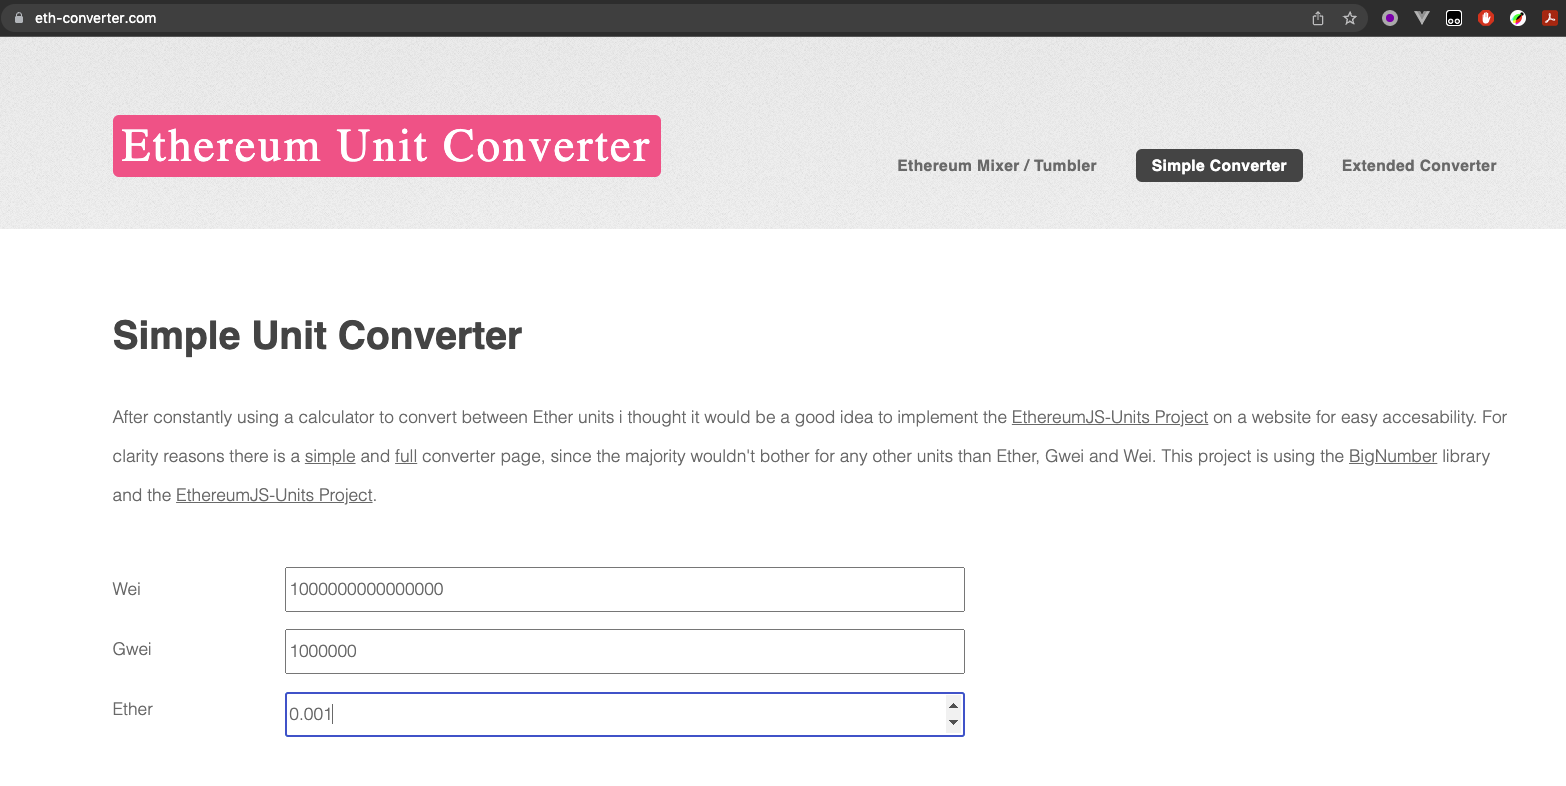 eth-converter.com
Ethereum Unit Converter
Ethereum Mixer / Tumbler
Simple Converter
Extended Converter
Simple Unit Converter
After constantly using a calculator to convert between Ether units i thought it would be a good idea to implement the EthereumJS-Units Project on a website for easy accesability. For
clarity reasons there is a simple and full converter page, since the majority wouldn't bother for any other units than Ether, Gwei and Wei. This project is using the BigNumber library
and the EthereumJS-Units Project.
Wei
1000000000000000
Gwei
1000000
Ether
0.001